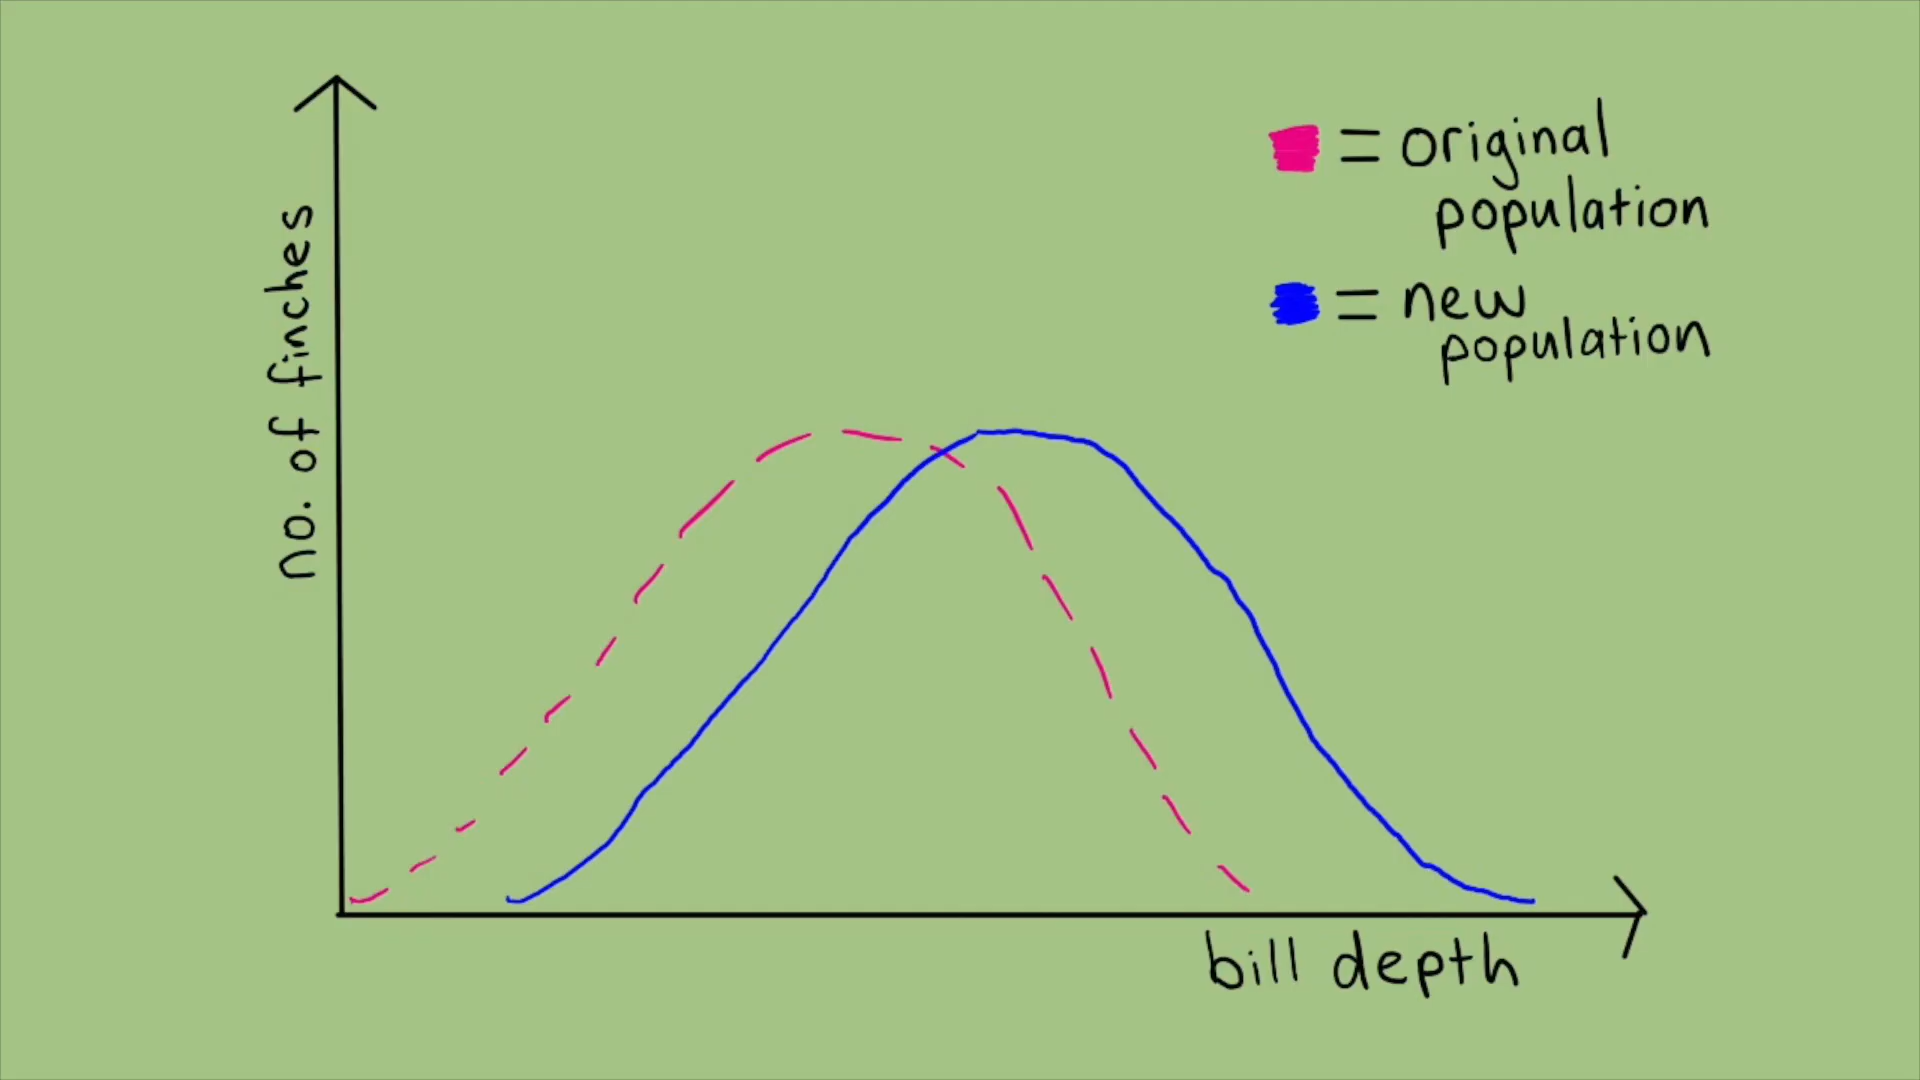 no. of finches
= original
population
= new
population
bill depth